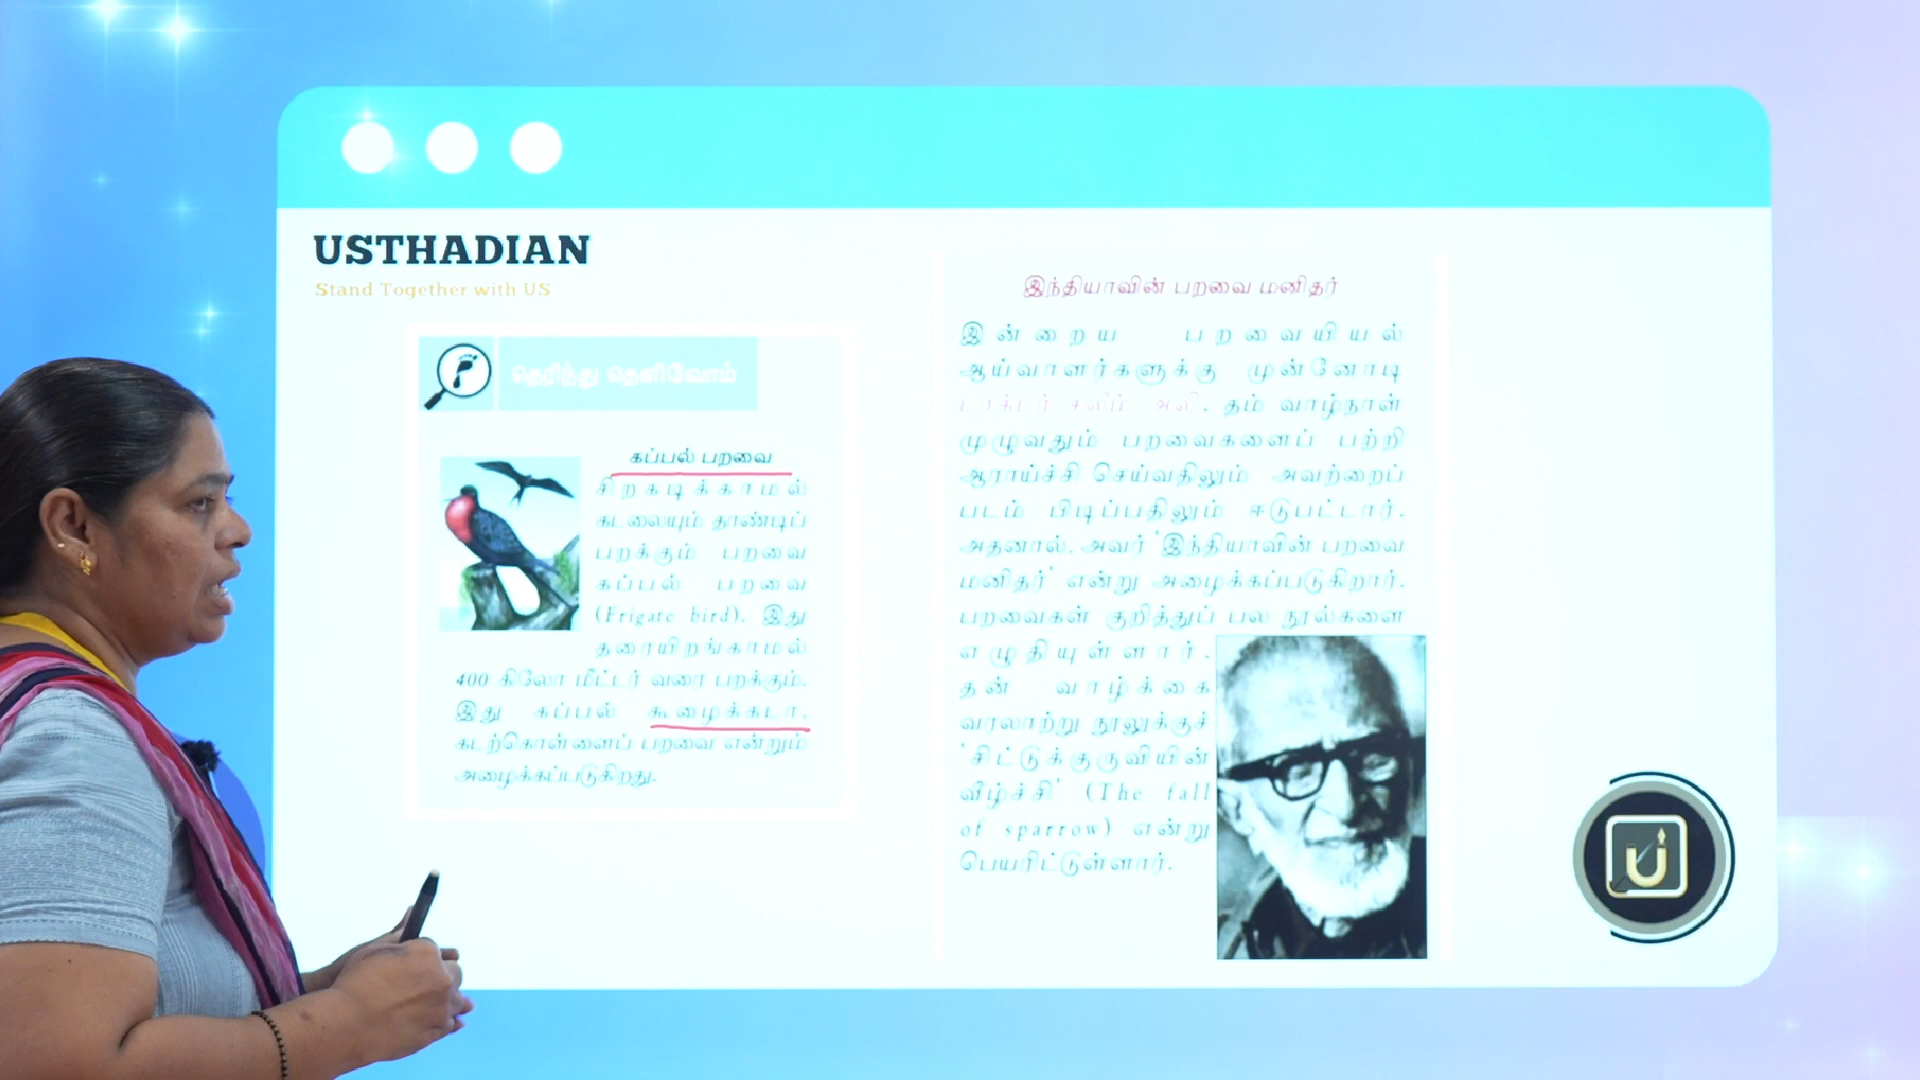 USTHADIAN
Stand Together with US
தெரிந்து தெளிவோம்
கப்பல் பறவை
சிறகடிக்காமல்
கடலையும் தாண்டிப்
பறக்கும் பறவை
கப்பல் பறவை
(Frigate bird). இது
தரையிறங்காமல்
400 கிலோ மீட்டர் வரை பறக்கும்.
இது கப்பல் கூழைக்கடா,
கடற்கொள்ளைப் பறவை என்றும்
அழைக்கப்படுகிறது.
இந்தியாவின் பறவை மனிதர்
இன்றைய பறவையியல்
ஆய்வாளர்களுக்கு முன்னோடி
டாக்டர் சலீம் அலி. தம் வாழ்நாள்
முழுவதும் பறவைகளைப் பற்றி
ஆராய்ச்சி செய்வதிலும் அவற்றைப்
படம் பிடிப்பதிலும் ஈடுபட்டார்.
அதனால், அவர் 'இந்தியாவின் பறவை
மனிதர்' என்று அழைக்கப்படுகிறார்.
பறவைகள் குறித்துப் பல நூல்களை
எழுதியுள்ளார்.
தன் வாழ்க்கை
வரலாற்று நூலுக்குச்
'சிட்டுக்குருவியின்
வீழ்ச்சி' (The fall
of sparrow) என்று
பெயரிட்டுள்ளார்.
U